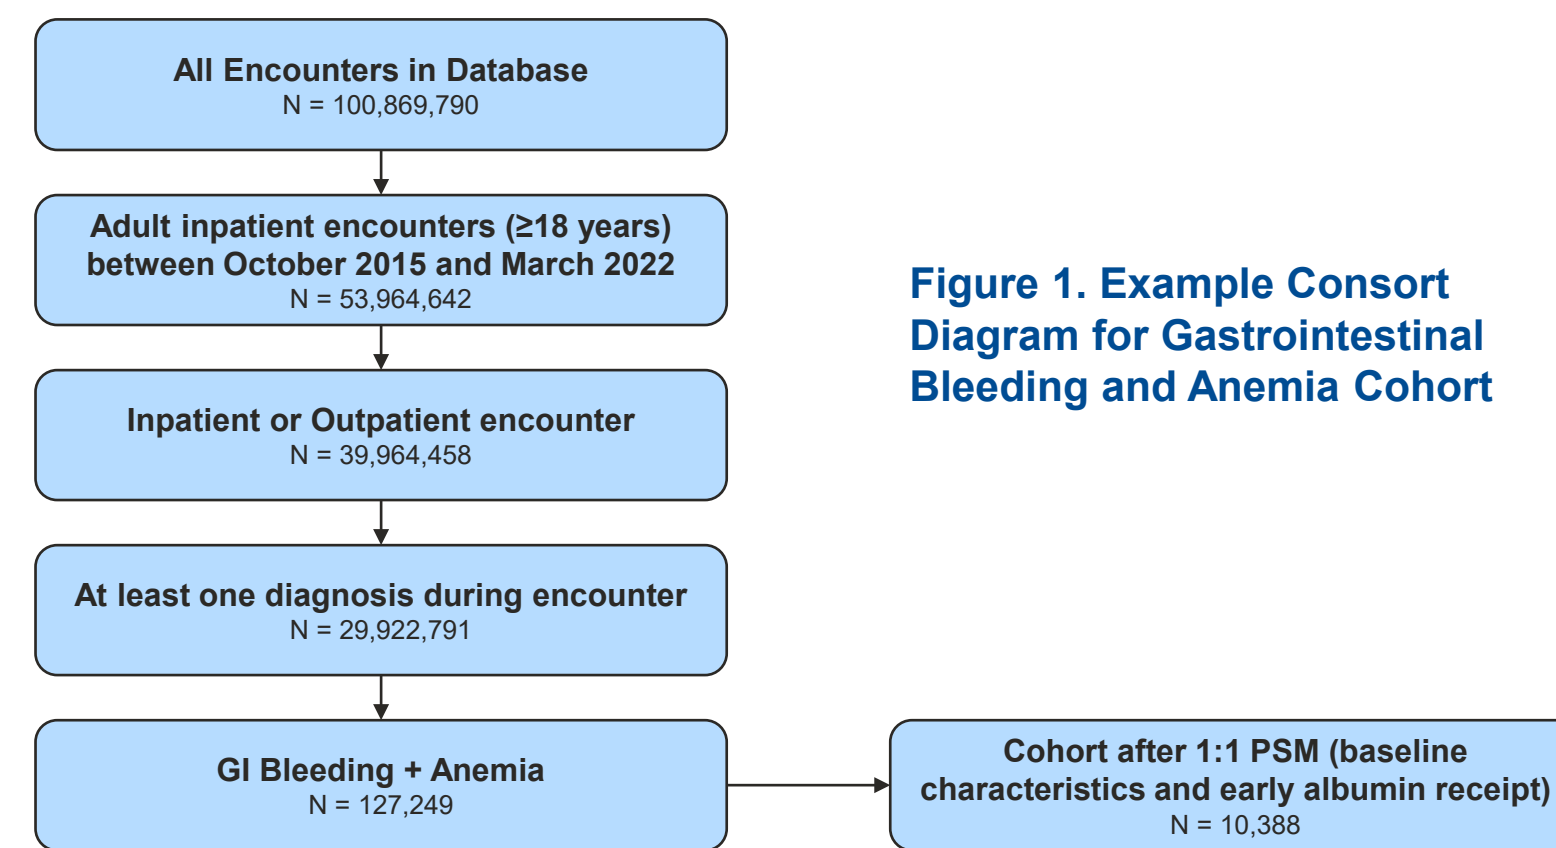 All Encounters in Database
N = 100,869,790
Adult inpatient encounters (≥18 years)
between October 2015 and March 2022
N = 53,964,642
Inpatient or Outpatient encounter
N = 39,964,458
At least one diagnosis during encounter
N = 29,922,791
GI Bleeding + Anemia
N = 127,249
Cohort after 1:1 PSM (baseline
characteristics and early albumin receipt)
N = 10,388
Figure 1. Example Consort
Diagram for Gastrointestinal
Bleeding and Anemia Cohort